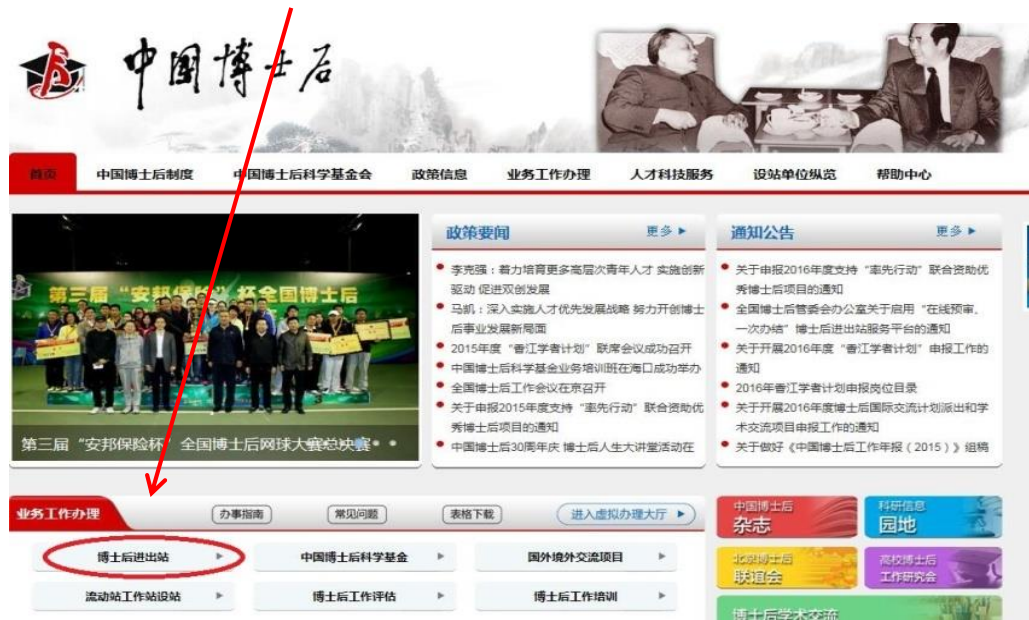 中国博士后
首页 中国博士后制度 中国博士后科学基金会 政策信息 业务工作办理 人才科技服务 设站单位纵览 帮助中心
第三届“安邦保险”杯全国博士后
第三届“安邦保险杯”全国博士后网球大赛总决赛
政策要闻 更多
李克强：着力培育更多高层次青年人才 实施创新
驱动 促进双创发展
马凯：深入实施人才优先发展战略 努力开创博士
后事业发展新局面
2015年度“香江学者计划”联席会议成功召开
中国博士后科学基金业务培训班在海口成功举办
全国博士后工作会议在京召开
关于申报2015年度支持“率先行动”联合资助优
秀博士后项目的通知
中国博士后30周年庆 博士后人生大讲堂活动在
通知公告 更多
关于申报2016年度支持“率先行动”联合资助优
秀博士后项目的通知
全国博士后管委会办公室关于启用“在线预审，
一次办结”博士后进出站服务平台的通知
关于开展2016年度“香江学者计划”申报工作的
通知
2016年香江学者计划申报岗位目录
关于开展2016年度博士后国际交流计划派出和学
术交流项目申报工作的通知
关于做好《中国博士后工作年报（2015）》组稿
业务工作办理 办事指南 常见问题 表格下载 进入虚拟办理大厅
博士后进出站 中国博士后科学基金 国外境外交流项目
流动站工作站设站 博士后工作评估 博士后工作培训
中国博士后
杂志
科研信息
园地
北京博士后
联谊会
高校博士后
工作研究会
博士后学术交流